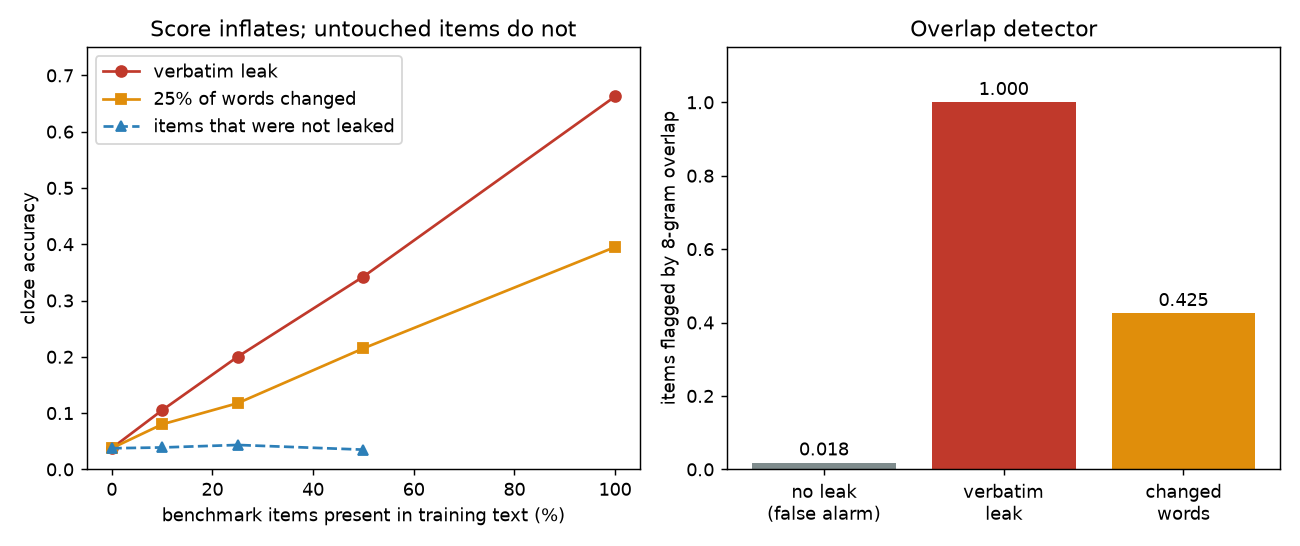 Score inflates; untouched items do not
verbatim leak
25% of words changed
items that were not leaked
0.7
0.6
0.5
0.4
0.3
0.2
0.1
0.0
cloze accuracy
0 20 40 60 80 100
benchmark items present in training text (%)
Overlap detector
1.0
0.8
0.6
0.4
0.2
0.0
items flagged by 8-gram overlap
0.018
1.000
0.425
no leak
(false alarm)
verbatim
leak
changed
words